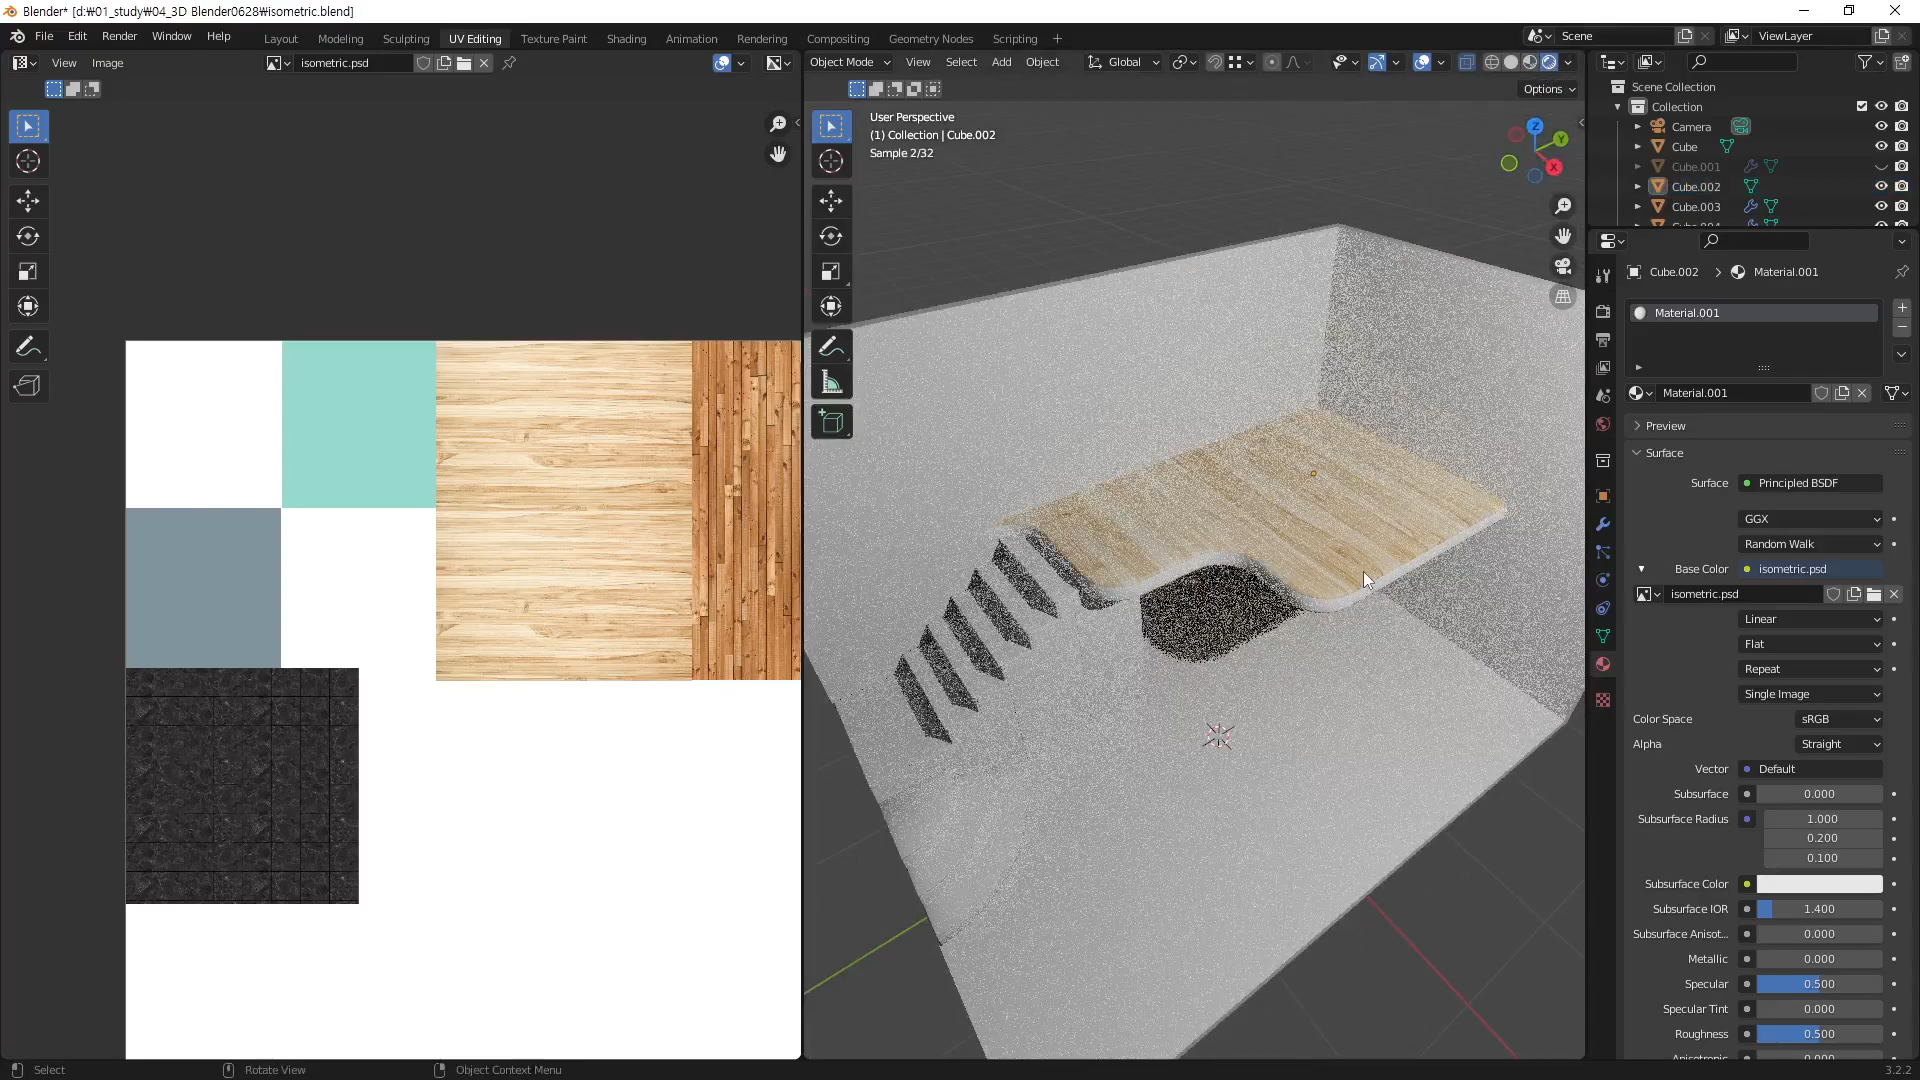 Blender* [d:₩01_study₩04_3D Blender0628₩isometric.blend]
File Edit Render Window Help
Layout Modeling Sculpting UV Editing Texture Paint Shading Animation Rendering Compositing Geometry Nodes Scripting
Scene
ViewLayer
View Image
isometric.psd
Object Mode View Select Add Object
Global
Options
User Perspective
(1) Collection | Cube.002
Sample 2/32
Z
Y
X
Scene Collection
Collection
Camera
Cube
Cube.001
Cube.002
Cube.003
Cube.002 > Material.001
Material.001
Material.001
Preview
Surface
Surface Principled BSDF
GGX
Random Walk
Base Color isometric.psd
isometric.psd
Linear
Flat
Repeat
Single Image
Color Space sRGB
Alpha Straight
Vector Default
Subsurface 0.000
Subsurface Radius 1.000
0.200
0.100
Subsurface Color
Subsurface IOR 1.400
Subsurface Anisot... 0.000
Metallic 0.000
Specular 0.500
Specular Tint 0.000
Roughness 0.500
Anisotropic 0.000
Select
Rotate View
Object Context Menu
3.2.2